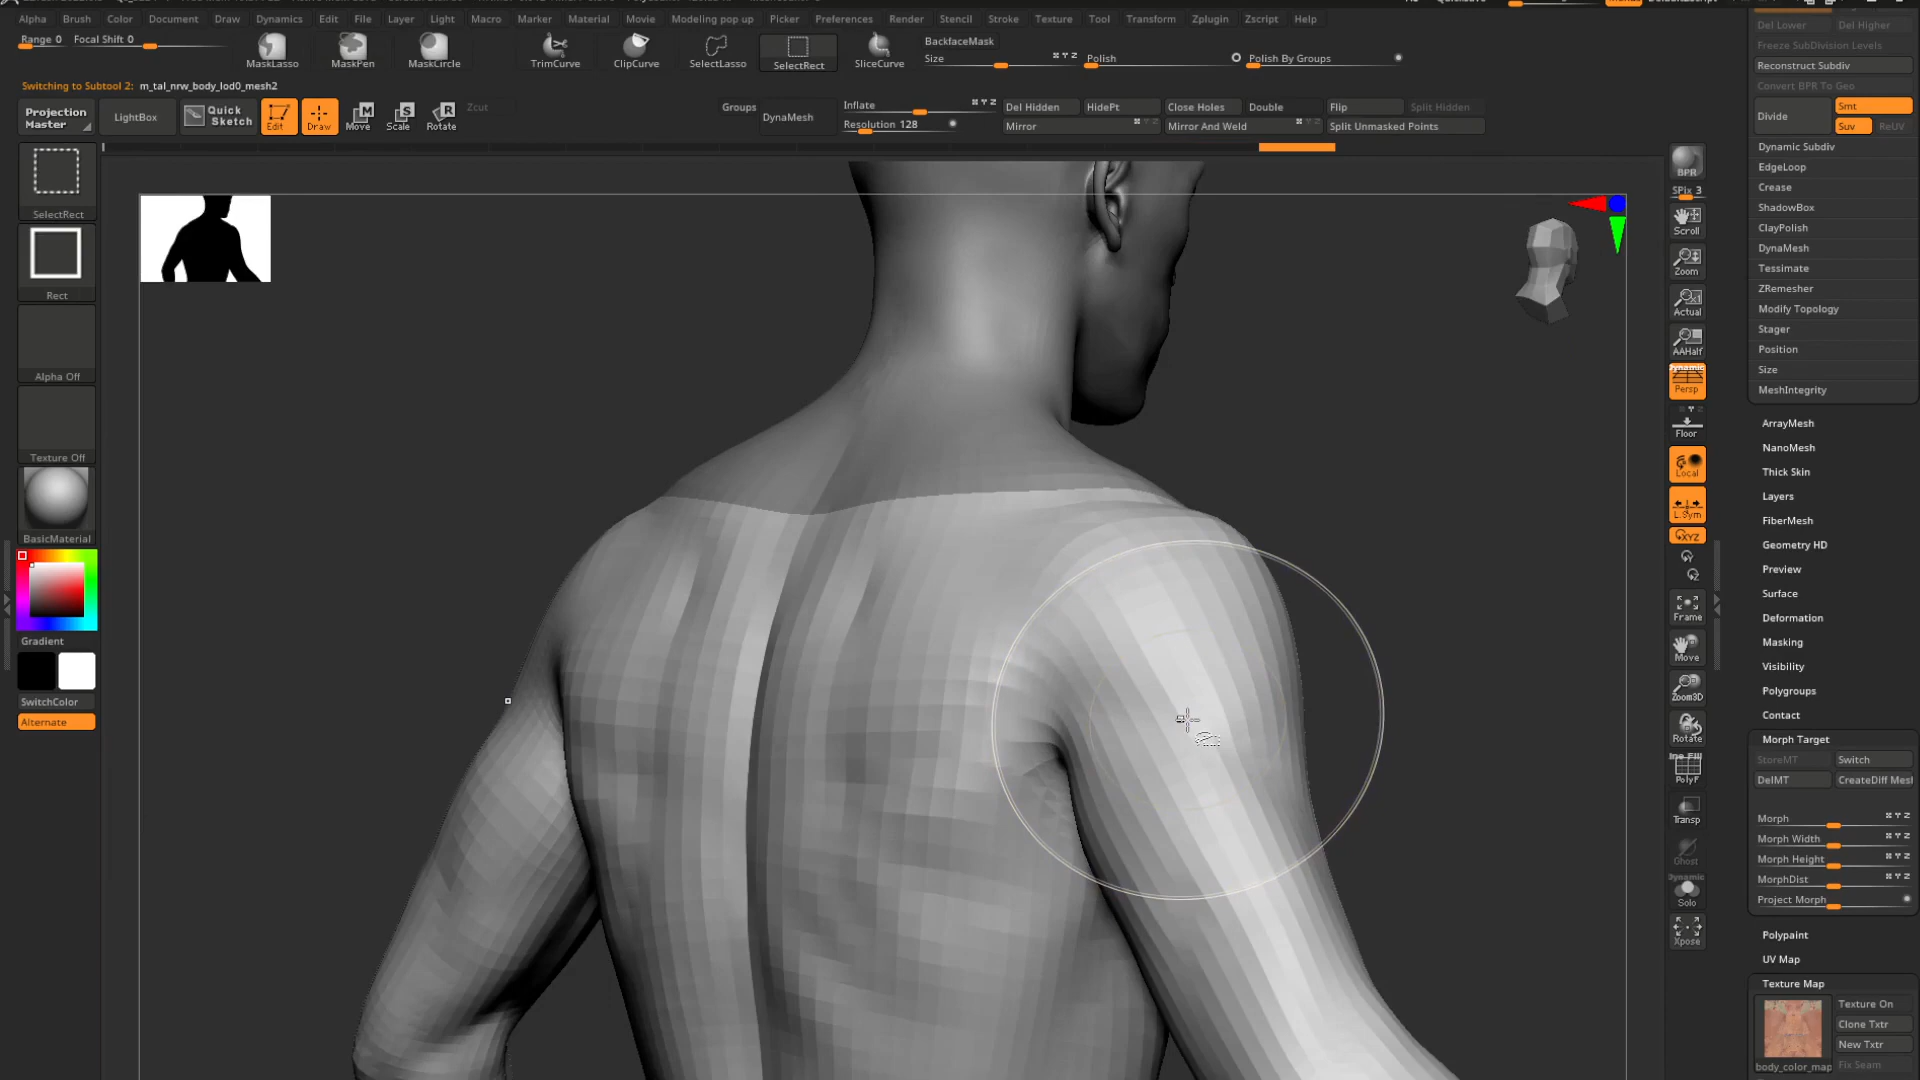 Alpha Brush Color Document Draw Dynamics Edit File Layer Light Macro Marker Material Movie Modeling pop up Picker Preferences Render Stencil Stroke Texture Tool Transform Zplugin Zscript Help
Range 0 Focal Shift 0
MaskLasso MaskPen MaskCircle TrimCurve ClipCurve SelectLasso SelectRect SliceCurve
BackfaceMask
Size Polish Polish By Groups
Switching to Subtool 2: m_tal_nrw_body_lod0_mesh2
Projection Master
LightBox
Quick Sketch
Edit Draw Move Scale Rotate
Zcut
Groups DynaMesh
Inflate
Resolution 128
Del Hidden HidePt Close Holes Double Flip Split Hidden
Mirror Mirror And Weld Split Unmasked Points
SelectRect
Rect
Alpha Off
Texture Off
BasicMaterial
Gradient
SwitchColor
Alternate
BPR
SPix 3
Scroll
Zoom
Actual
AAHalf
Dynamic
Persp
Floor
Local
L.Sym
XYZ
Frame
Move
Zoom3D
Rotate
Line Fill
PolyF
Transp
Ghost
Dynamic
Solo
Xpose
Del Lower Del Higher
Freeze SubDivision Levels
Reconstruct Subdiv
Convert BPR To Geo
Divide Smt
Suv ReUV
Dynamic Subdiv
EdgeLoop
Crease
ShadowBox
ClayPolish
DynaMesh
Tessimate
ZRemesher
Modify Topology
Stager
Position
Size
MeshIntegrity
ArrayMesh
NanoMesh
Thick Skin
Layers
FiberMesh
Geometry HD
Preview
Surface
Deformation
Masking
Visibility
Polygroups
Contact
Morph Target
StoreMT Switch
DelMT CreateDiff Mesl
Morph
Morph Width
Morph Height
MorphDist
Project Morph
Polypaint
UV Map
Texture Map
Texture On
Clone Txtr
New Txtr
Fix Seam
body_color_map